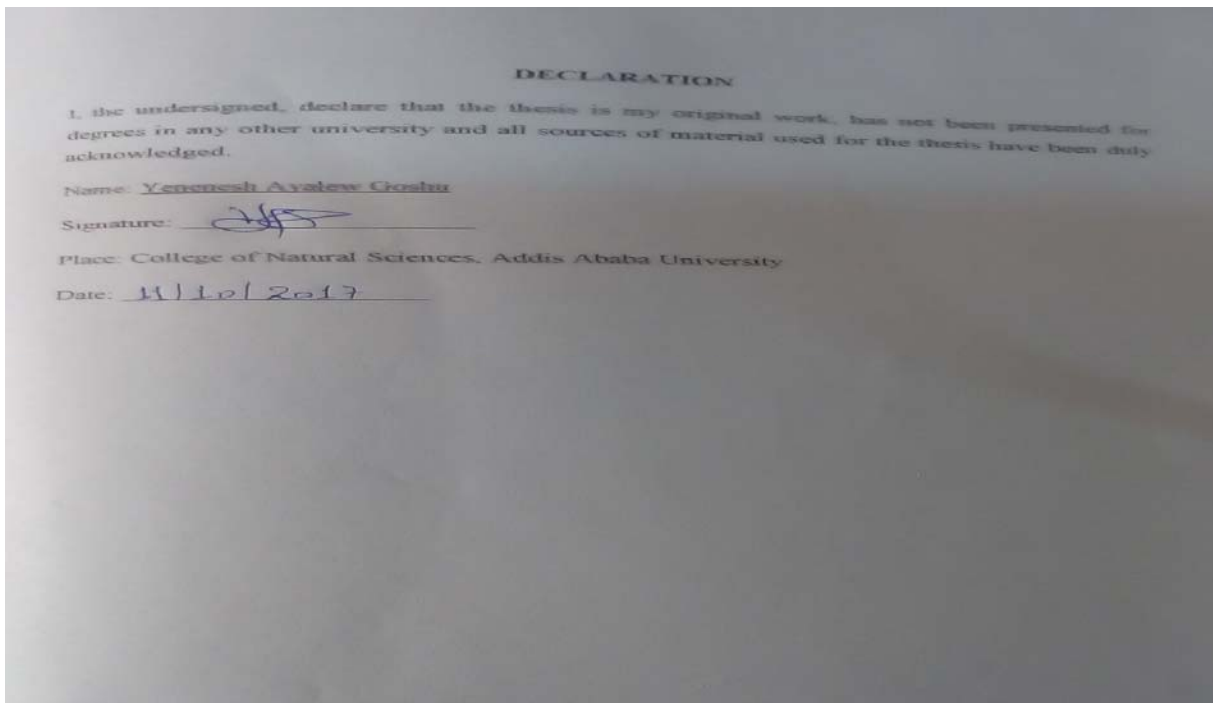 DECLARATION
I, the undersigned, declare that the thesis is my original work, has not been presented for
degrees in any other university and all sources of material used for the thesis have been duly
acknowledged.
Name: Yenenesh Ayalew Goshu
Signature:
Place: College of Natural Sciences, Addis Ababa University
Date: 11/10/2017